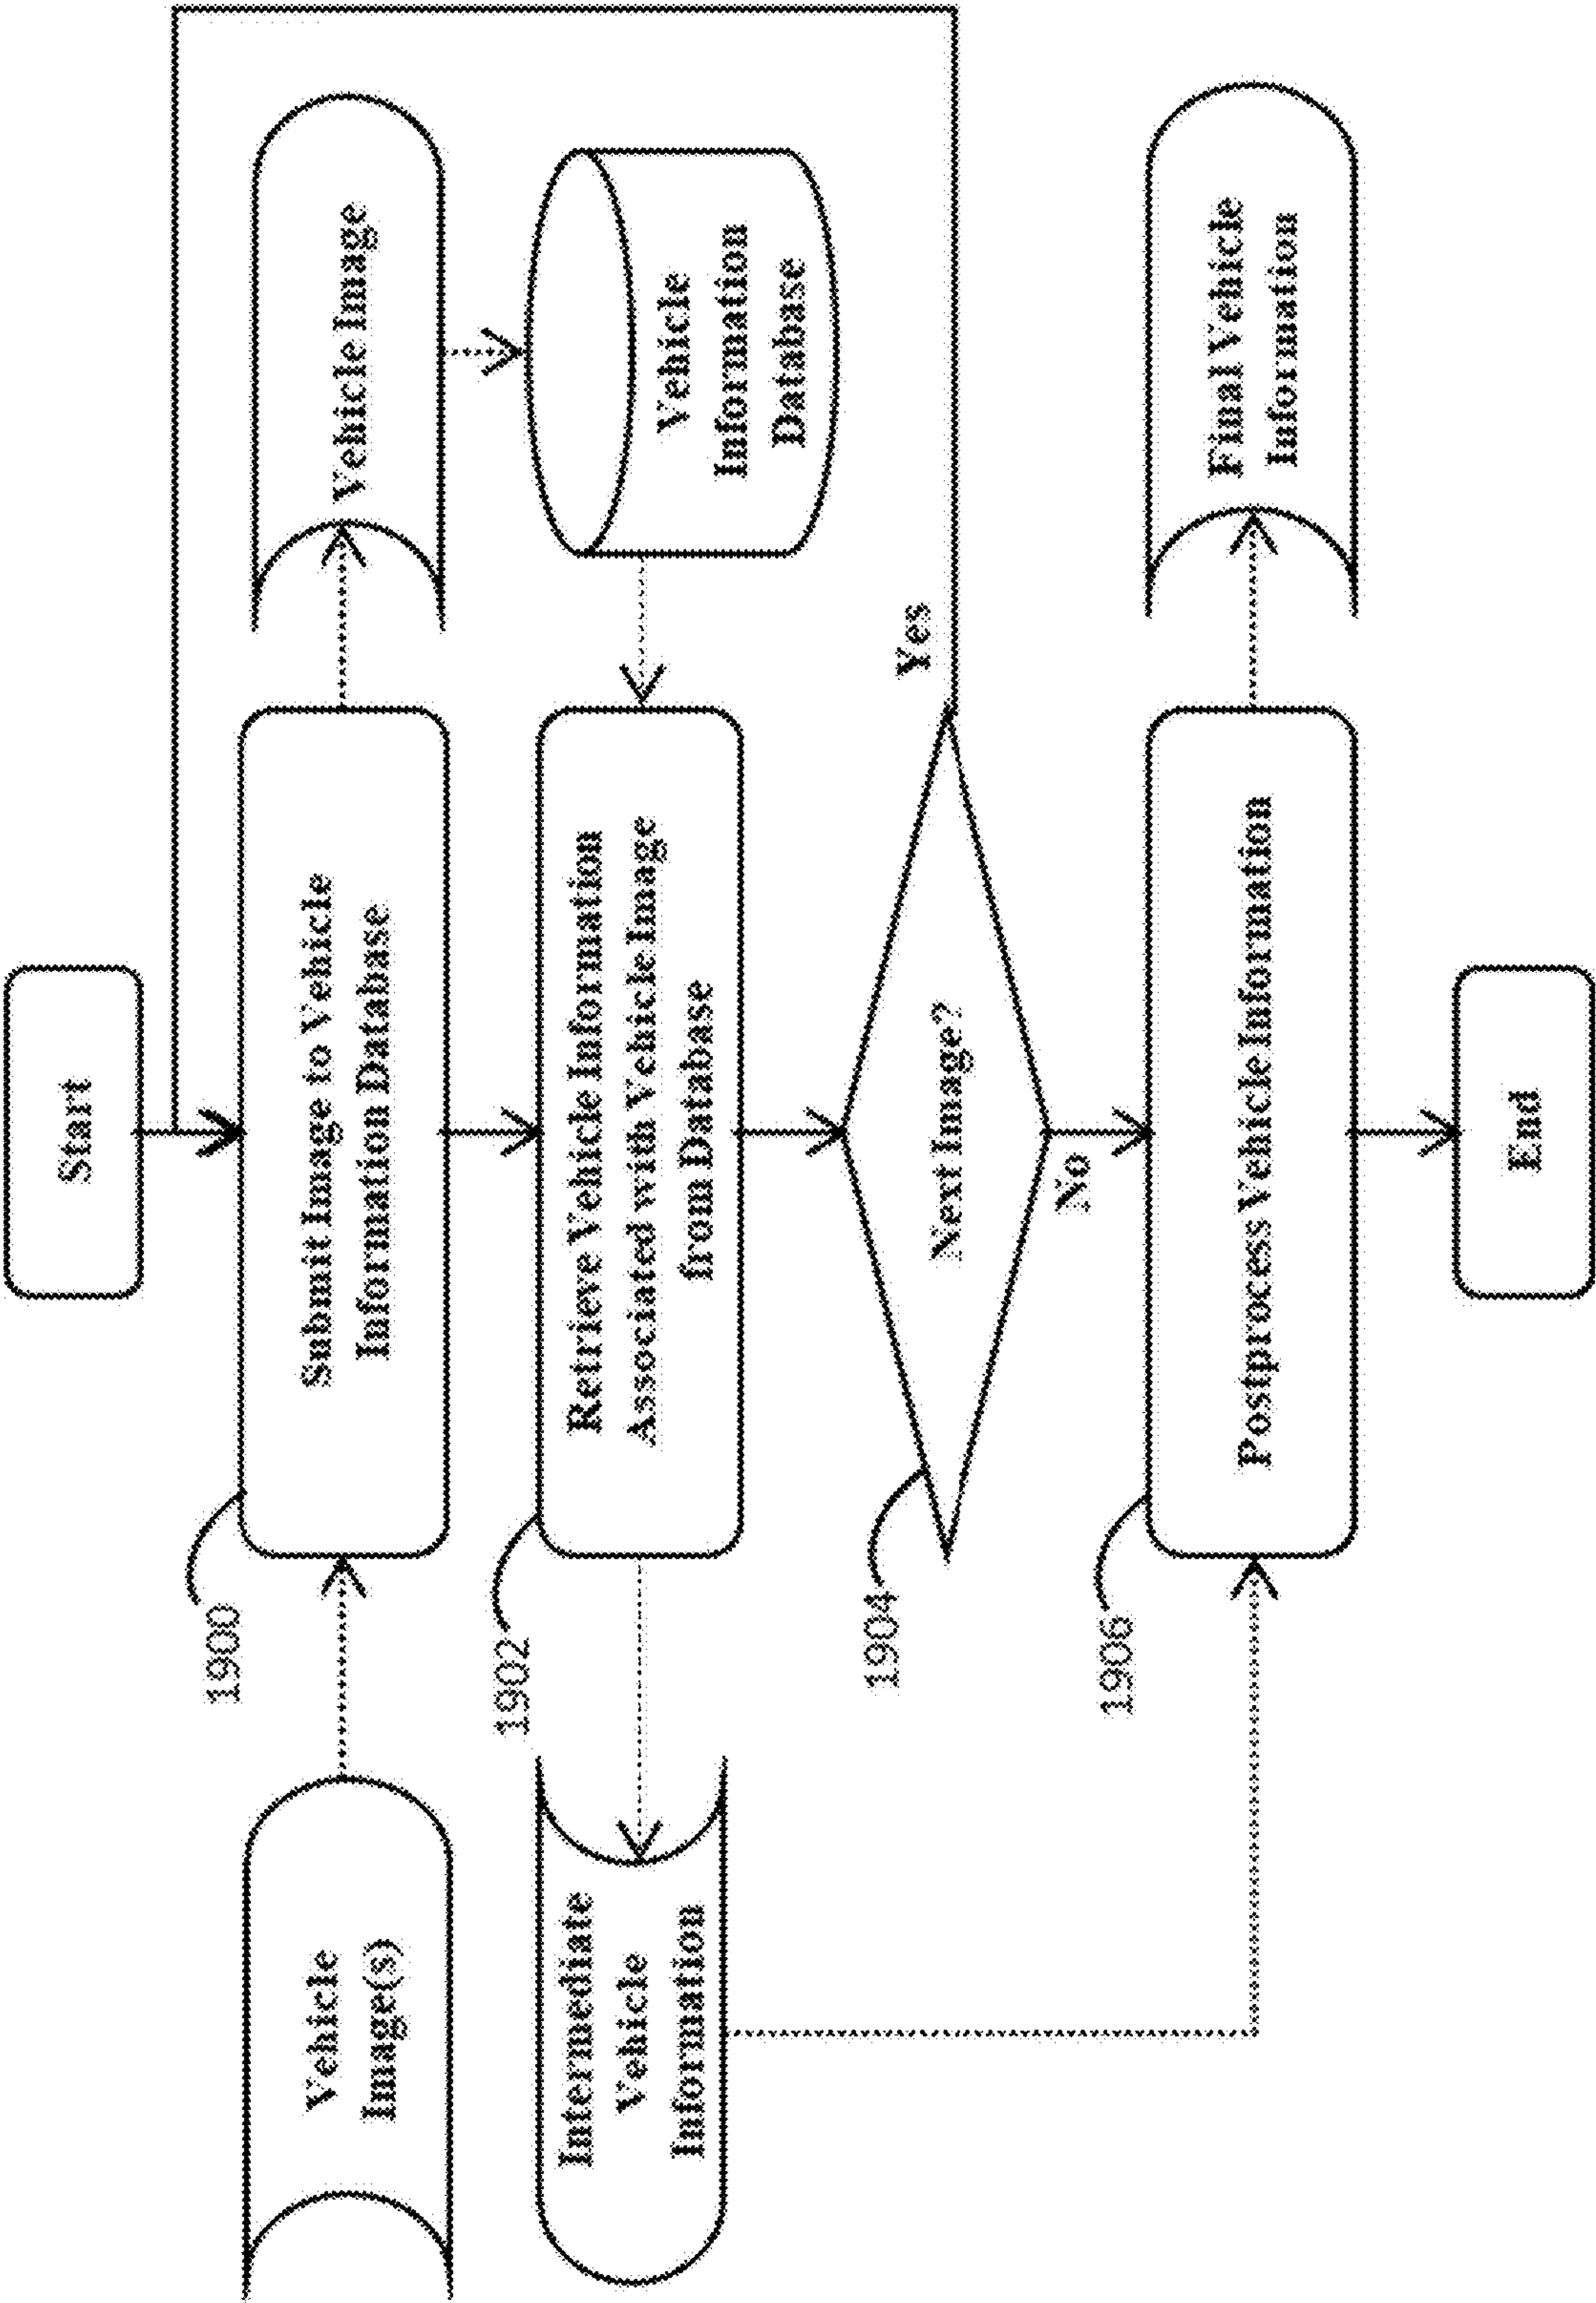 Start
1900
Submit Image to Vehicle
Information Database
Vehicle
Image(s)
Vehicle Image
1902
Retrieve Vehicle Information
Associated with Vehicle Image
from Database
Intermediate
Vehicle
Information
Vehicle
Information
Database
1904
Next Image?
Yes
No
1906
Postprocess Vehicle Information
Final Vehicle
Information
End